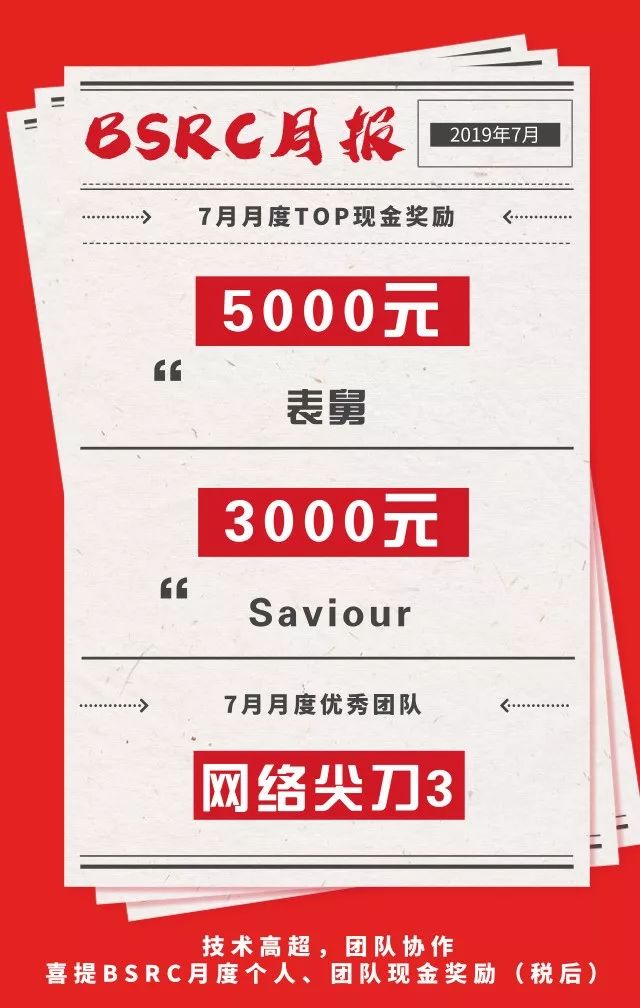 BSRC月报
2019年7月
7月月度TOP现金奖励
5000元
“
表舅
3000元
“
Saviour
7月月度优秀团队
网络尖刀3
技术高超，团队协作
喜提BSRC月度个人、团队现金奖励（税后）